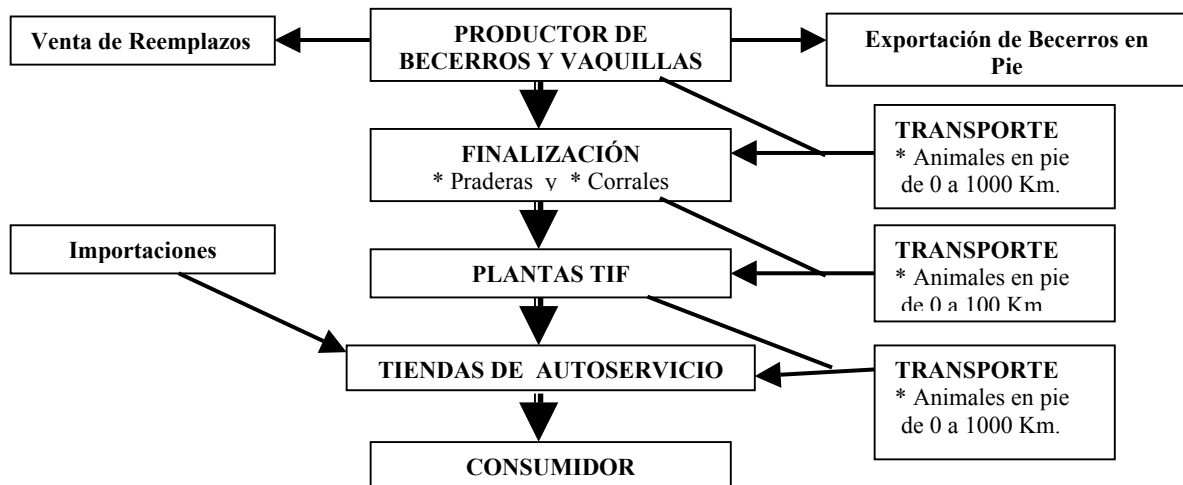 Venta de Reemplazos
PRODUCTOR DE
BECERROS Y VAQUILLAS
Exportación de Becerros en
Pie
TRANSPORTE
* Animales en pie
de 0 a 1000 Km.
FINALIZACIÓN
* Praderas y * Corrales
Importaciones
TRANSPORTE
* Animales en pie
de 0 a 100 Km
PLANTAS TIF
TIENDAS DE AUTOSERVICIO
TRANSPORTE
* Animales en pie
de 0 a 1000 Km.
CONSUMIDOR